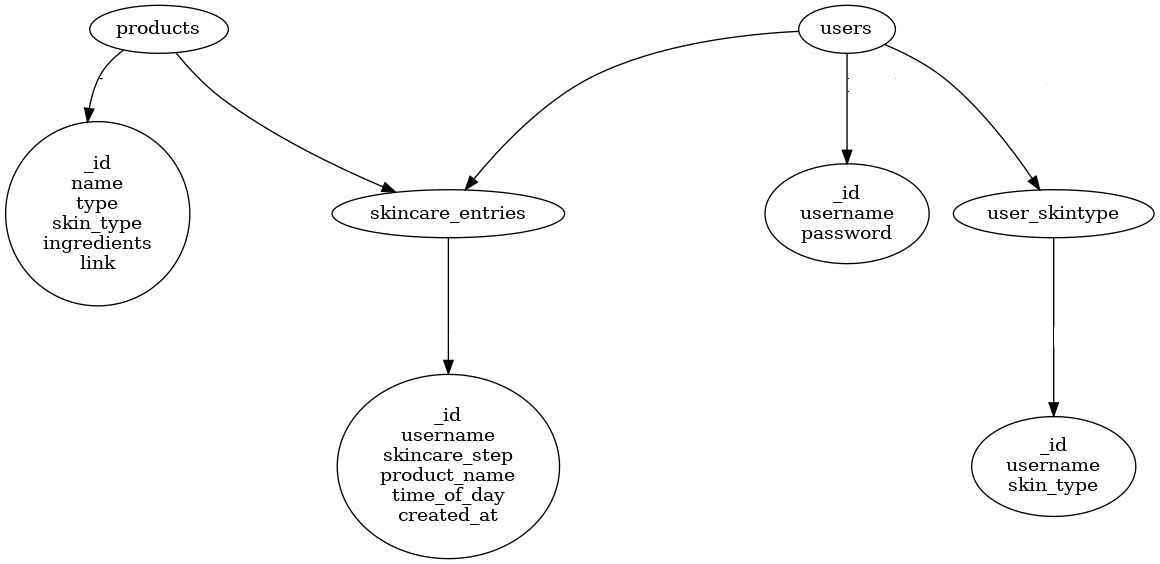 products
users
_id
name
type
skin_type
ingredients
link
skincare_entries
_id
username
password
user_skintype
_id
username
skincare_step
product_name
time_of_day
created_at
_id
username
skin_type